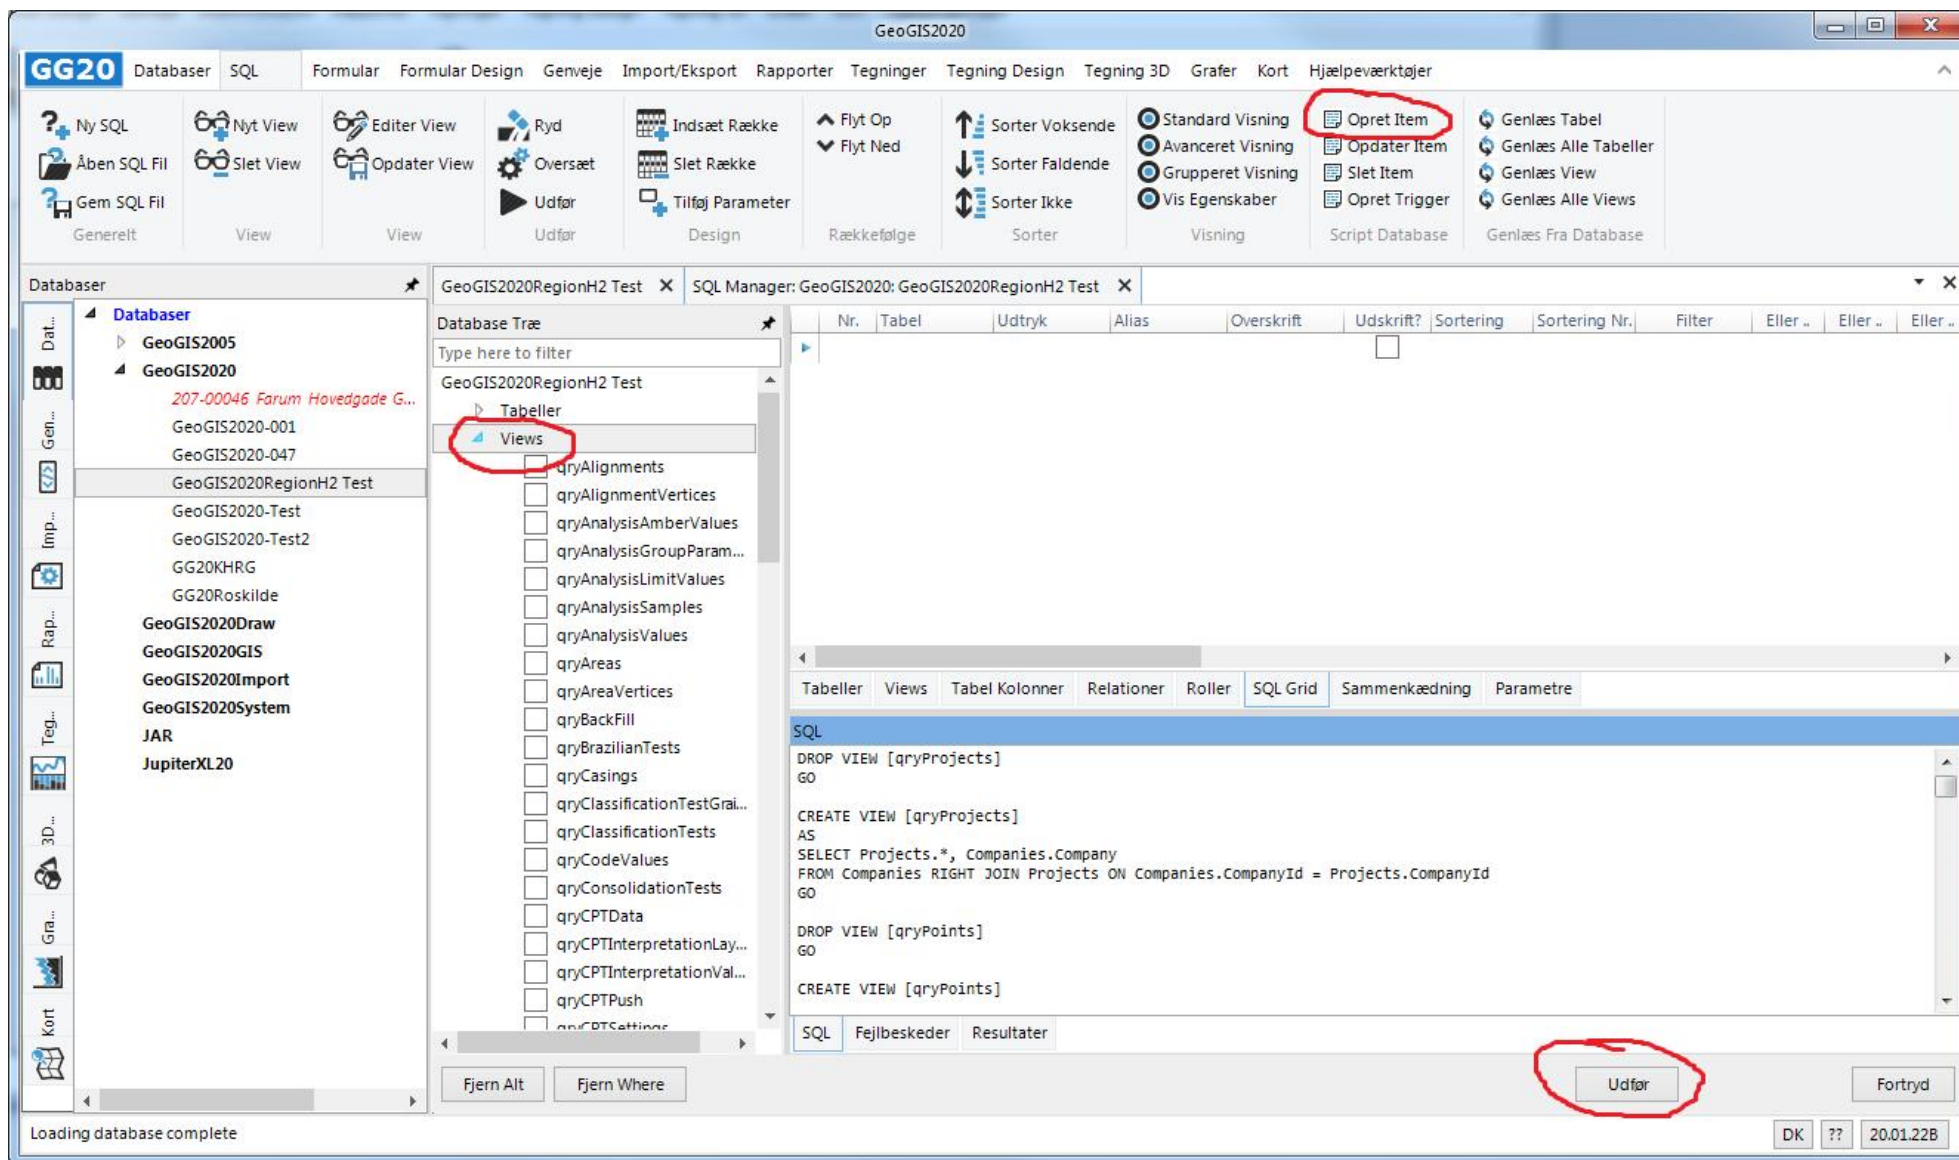 GeoGIS2020
GG20 Databaser SQL Formular Formular Design Genveje Import/Eksport Rapporter Tegninger Tegning Design Tegning 3D Grafer Kort Hjælpeværktøjer
Ny SQL
Åben SQL Fil
Gem SQL Fil
Generelt
Nyt View
Slet View
View
Editer View
Opdater View
View
Ryd
Oversæt
Udfør
Udfør
Indsæt Række
Slet Række
Tilføj Parameter
Design
Flyt Op
Flyt Ned
Rækkefølge
Sorter Voksende
Sorter Faldende
Sorter Ikke
Sorter
Standard Visning
Avanceret Visning
Grupperet Visning
Vis Egenskaber
Visning
Opret Item
Opdater Item
Slet Item
Opret Trigger
Script Database
Genlæs Tabel
Genlæs Alle Tabeller
Genlæs View
Genlæs Alle Views
Genlæs Fra Database
Databaser
Dat...
Gen...
Imp...
Rap...
Teg...
3D...
Gra...
Kort
Databaser
GeoGIS2005
GeoGIS2020
207-00046 Farum Hovedgade G...
GeoGIS2020-001
GeoGIS2020-047
GeoGIS2020RegionH2 Test
GeoGIS2020-Test
GeoGIS2020-Test2
GG20KHRG
GG20Roskilde
GeoGIS2020Draw
GeoGIS2020GIS
GeoGIS2020Import
GeoGIS2020System
JAR
JupiterXL20
GeoGIS2020RegionH2 Test SQL Manager: GeoGIS2020: GeoGIS2020RegionH2 Test
Database Træ
Type here to filter
GeoGIS2020RegionH2 Test
Tabeller
Views
qryAlignments
qryAlignmentVertices
qryAnalysisAmberValues
qryAnalysisGroupParam...
qryAnalysisLimitValues
qryAnalysisSamples
qryAnalysisValues
qryAreas
qryAreaVertices
qryBackFill
qryBrazilianTests
qryCasings
qryClassificationTestGrai...
qryClassificationTests
qryCodeValues
qryConsolidationTests
qryCPTData
qryCPTInterpretationLay...
qryCPTInterpretationVal...
qryCPTPush
qryCPTSettings
Nr. Tabel Udtryk Alias Overskrift Udskrift? Sortering Sortering Nr. Filter Eller .. Eller .. Eller ..
Tabeller Views Tabel Kolonner Relationer Roller SQL Grid Sammenkædning Parametre
SQL
DROP VIEW [qryProjects]
GO
CREATE VIEW [qryProjects]
AS
SELECT Projects.*, Companies.Company
FROM Companies RIGHT JOIN Projects ON Companies.CompanyId = Projects.CompanyId
GO
DROP VIEW [qryPoints]
GO
CREATE VIEW [qryPoints]
SQL Fejlbeskeder Resultater
Fjern Alt Fjern Where Udfør Fortryd
Loading database complete DK ?? 20.01.22B